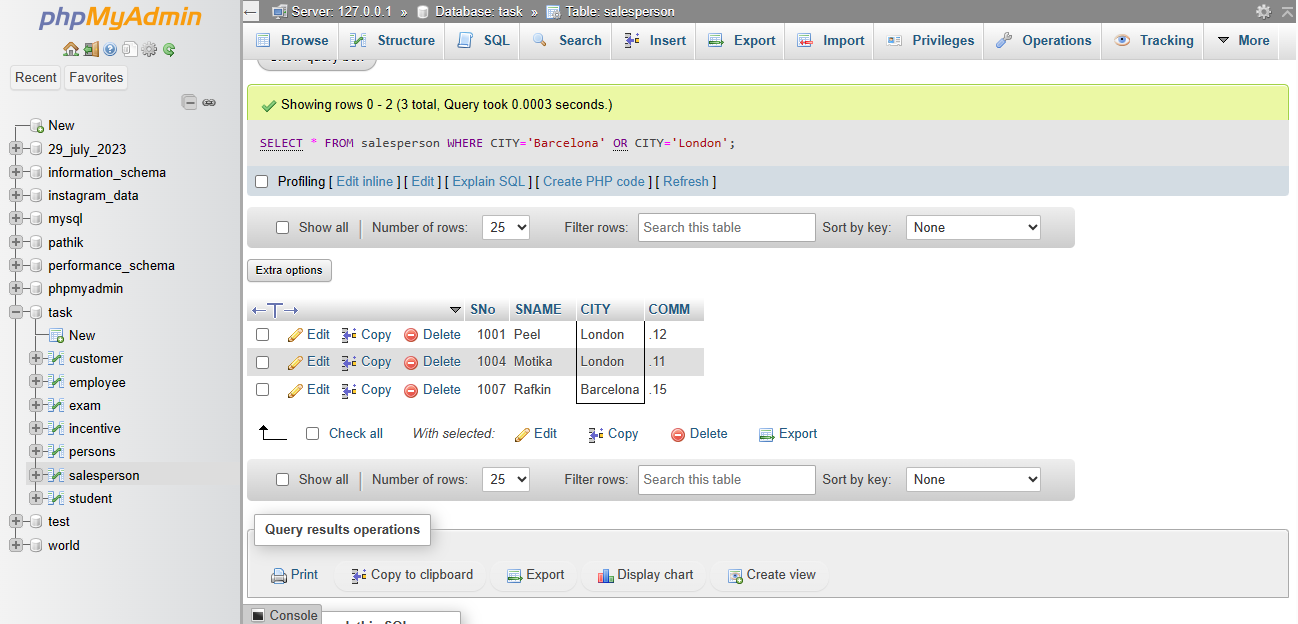 phpMyAdmin
Recent Favorites
New
29_july_2023
information_schema
instagram_data
mysql
pathik
performance_schema
phpmyadmin
task
New
customer
employee
exam
incentive
persons
salesperson
student
test
world
Server: 127.0.0.1 » Database: task » Table: salesperson
Browse Structure SQL Search Insert Export Import Privileges Operations Tracking More
Show query box
Showing rows 0 - 2 (3 total, Query took 0.0003 seconds.)
SELECT * FROM salesperson WHERE CITY='Barcelona' OR CITY='London';
Profiling [ Edit inline ] [ Edit ] [ Explain SQL ] [ Create PHP code ] [ Refresh ]
Show all Number of rows: 25 Filter rows: Search this table Sort by key: None
Extra options
SNo SNAME CITY COMM
Edit Copy Delete 1001 Peel London .12
Edit Copy Delete 1004 Motika London .11
Edit Copy Delete 1007 Rafkin Barcelona .15
Check all With selected: Edit Copy Delete Export
Show all Number of rows: 25 Filter rows: Search this table Sort by key: None
Query results operations
Print Copy to clipboard Export Display chart Create view
Console